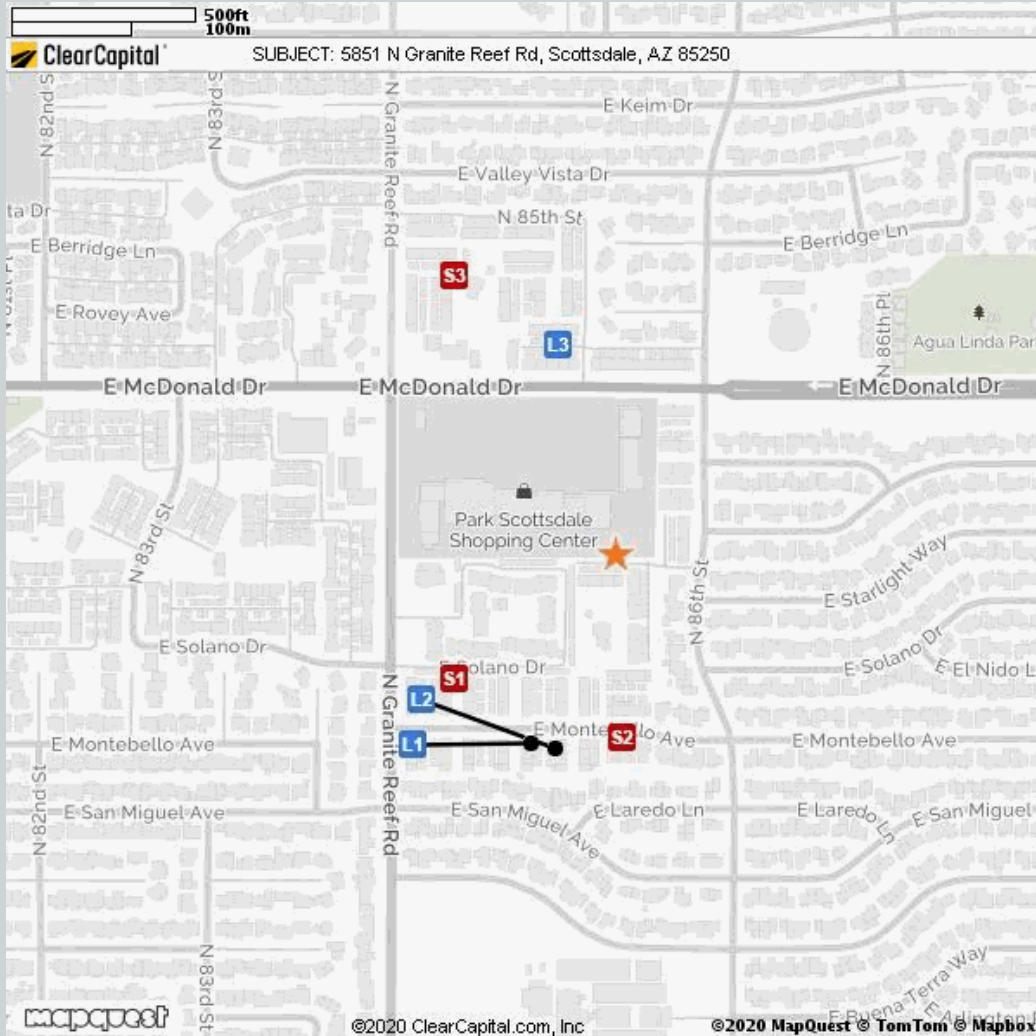 500ft
100m
ClearCapital
SUBJECT: 5851 N Granite Reef Rd, Scottsdale, AZ 85250
N 82nd S
N 83rd S
N Granite Reef Rd
E Keim Dr
E Valley Vista Dr
N 85th St
ta Dr
E Berridge Ln
E Berridge Ln
S3
E Rovey Ave
L3
N 86th Pl
Agua Linda Par
E McDonald Dr
E McDonald Dr
E McDonald Dr
Park Scottsdale
Shopping Center
N 83rd St
N 86th St
E Starlight Way
E Solano Dr
E Solano Dr
E Solano Dr
E El Nido L
S1
L2
L1
S2
N Granite Reef Rd
E Montebello Ave
E Montebello Ave
E Montebello Ave
N 82nd St
E San Miguel Ave
E San Miguel Ave
E Laredo Ln
E Laredo Ln
E San Miguel
N 83rd St
E Buena Terra Way
E Arlington
mapquest
©2020 ClearCapital.com, Inc
©2020 MapQuest © TomTom © Mapbo